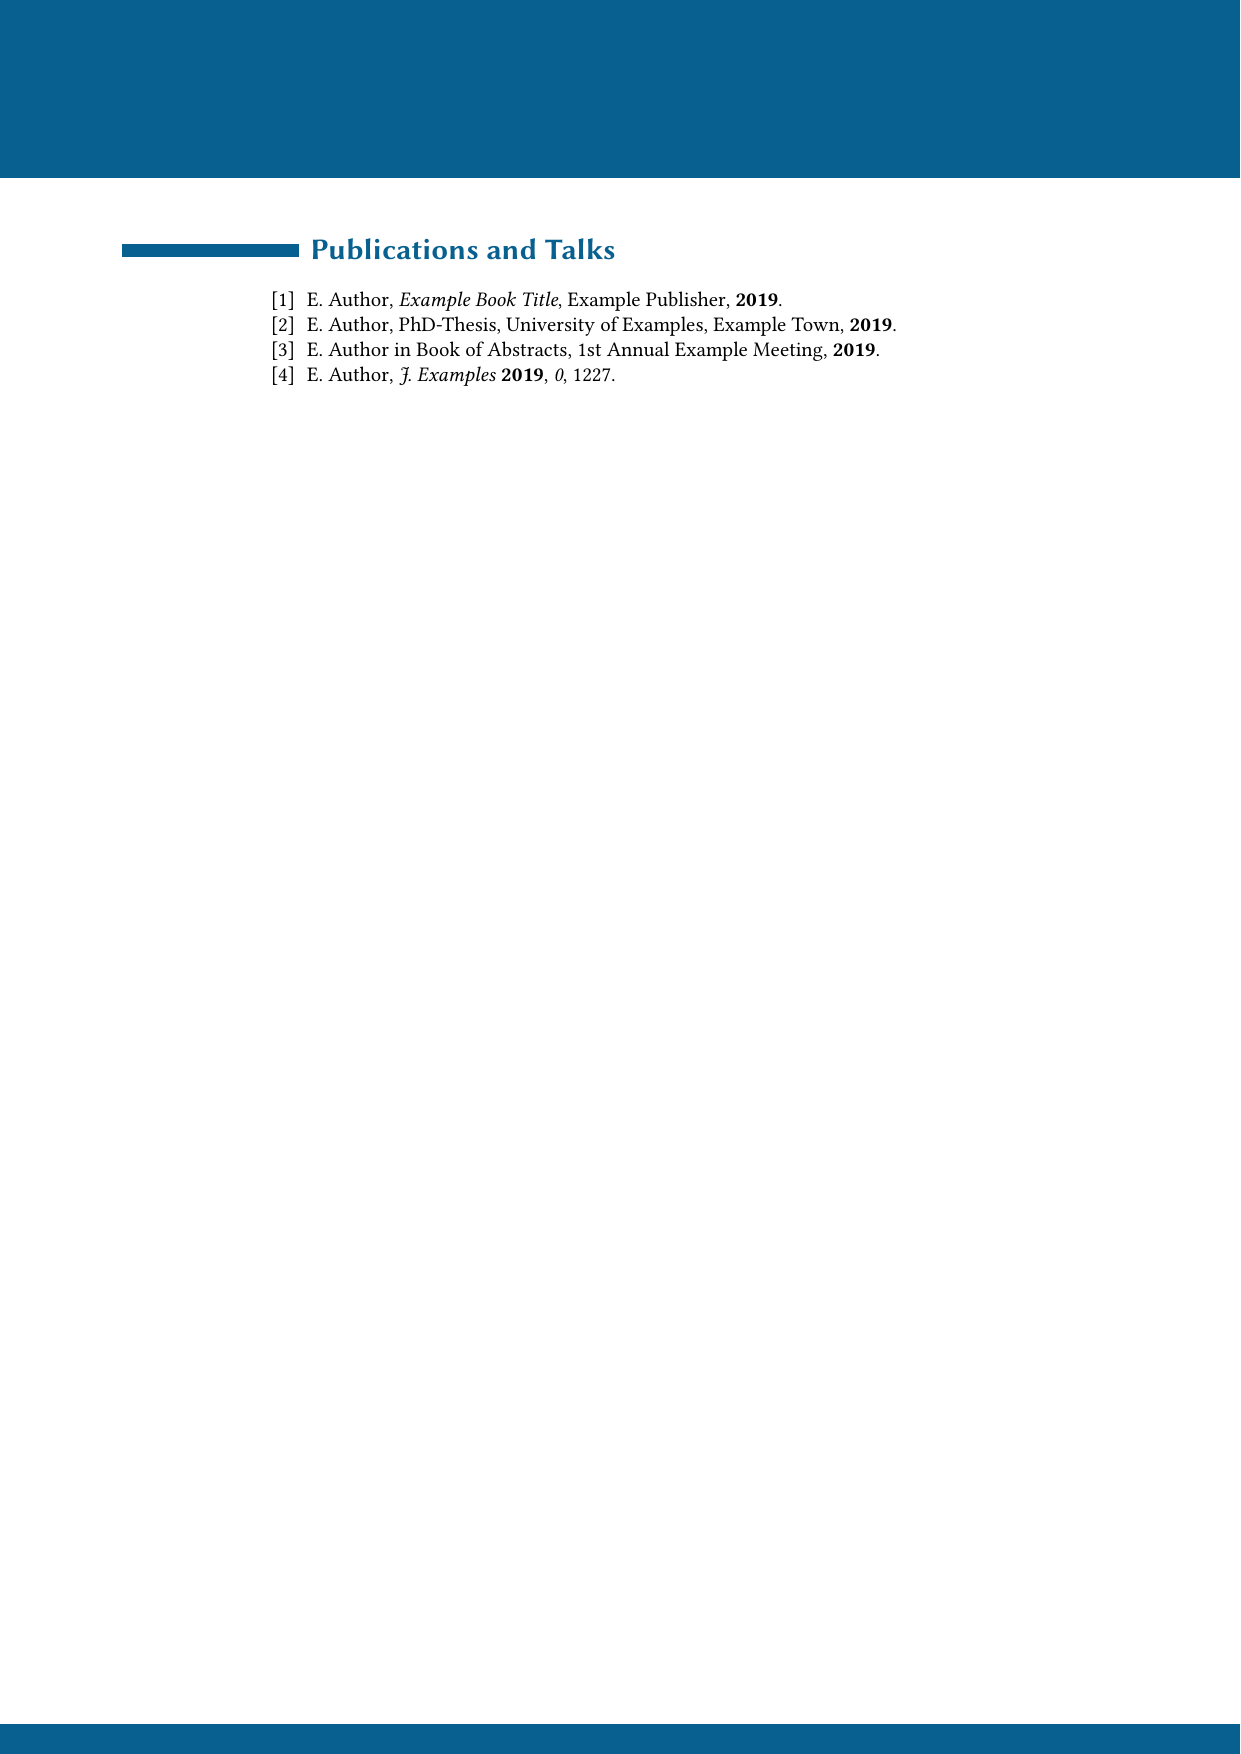 Publications and Talks
[1] E. Author, Example Book Title, Example Publisher, 2019.
[2] E. Author, PhD-Thesis, University of Examples, Example Town, 2019.
[3] E. Author in Book of Abstracts, 1st Annual Example Meeting, 2019.
[4] E. Author, J. Examples 2019, 0, 1227.